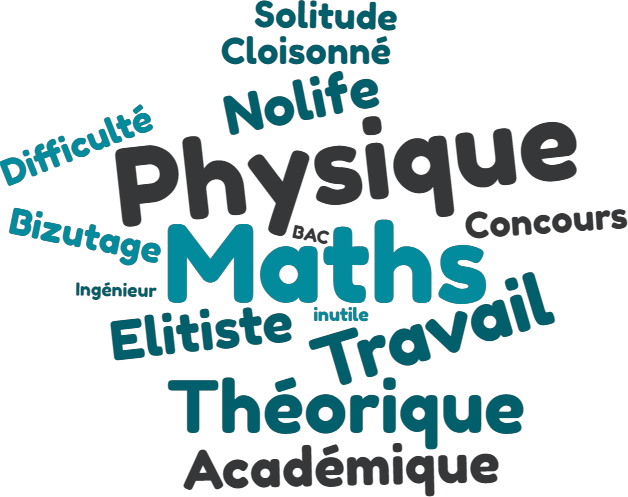 Solitude
Cloisonné
Nolife
Difficulté
Physique
Bizutage
BAC
Concours
Maths
Ingénieur
inutile
Elitiste
Travail
Théorique
Académique